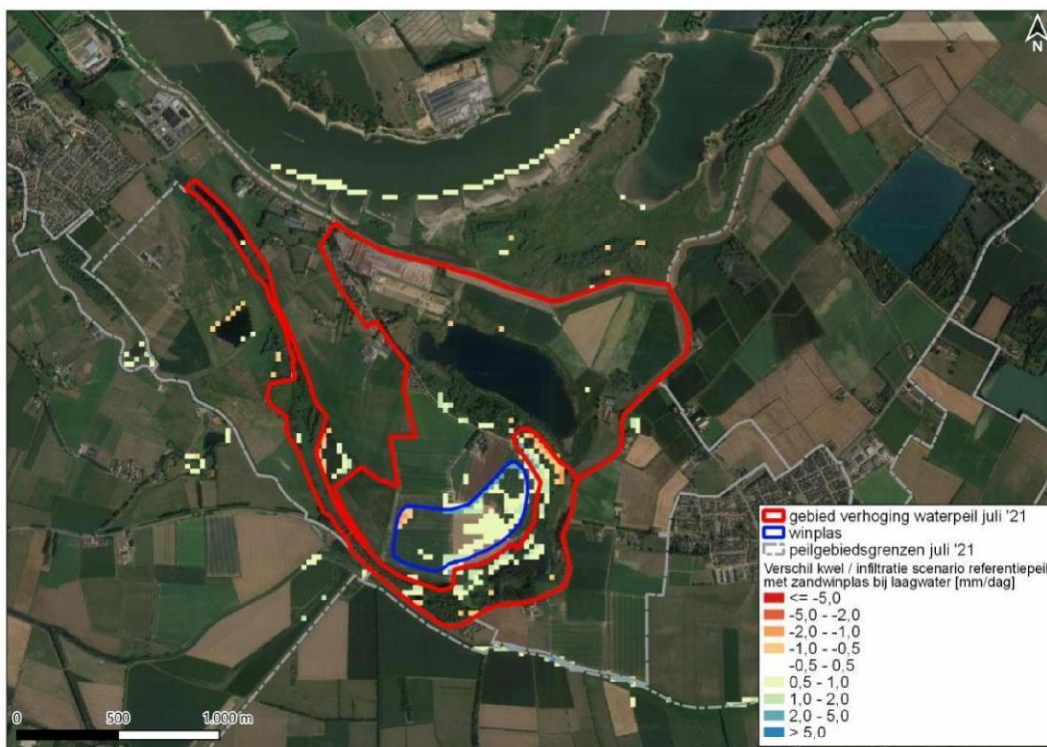 N
gebied verhoging waterpeil juli '21
winplas
peilgebiedsgrenzen juli '21
Verschil kwel / infiltratie scenario referentiepeil
met zandwinplas bij laagwater [mm/dag]
<= -5,0
-5,0 - -2,0
-2,0 - -1,0
-1,0 - -0,5
-0,5 - 0,5
0,5 - 1,0
1,0 - 2,0
2,0 - 5,0
> 5,0
0 500 1.000 m